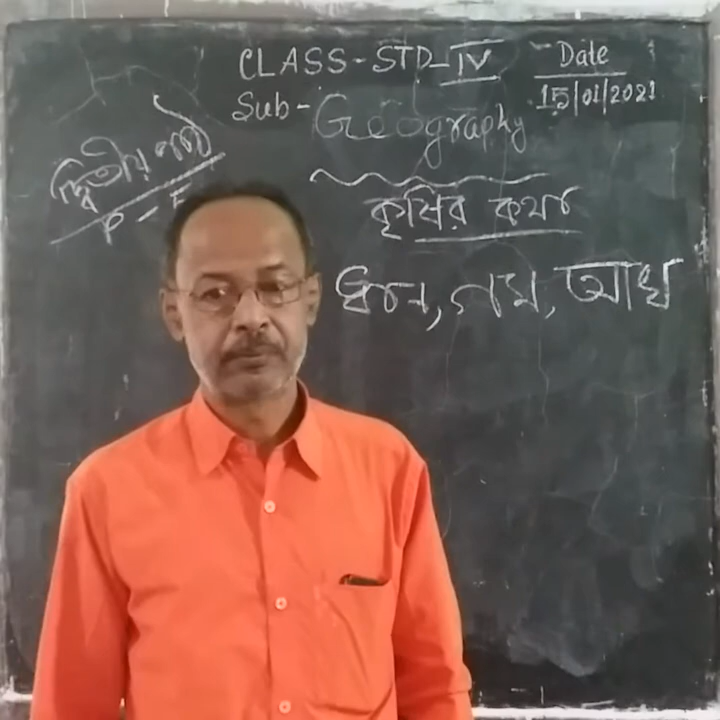 CLASS-STD-IV
Date
15/01/2021
Sub-Geography
দ্বিতীয় পর্ব
P-
কৃষির কথা
ধান, গম, আখ